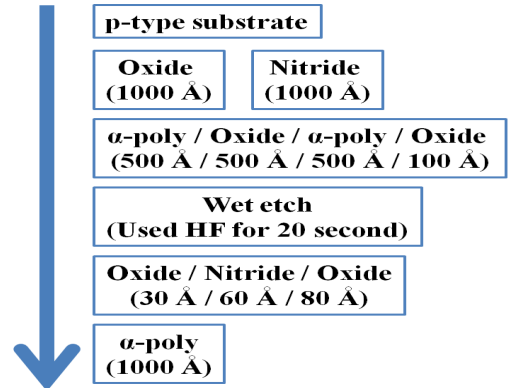 p-type substrate
Oxide
(1000 Å)
Nitride
(1000 Å)
α-poly / Oxide / α-poly / Oxide
(500 Å / 500 Å / 500 Å / 100 Å)
Wet etch
(Used HF for 20 second)
Oxide / Nitride / Oxide
(30 Å / 60 Å / 80 Å)
α-poly
(1000 Å)